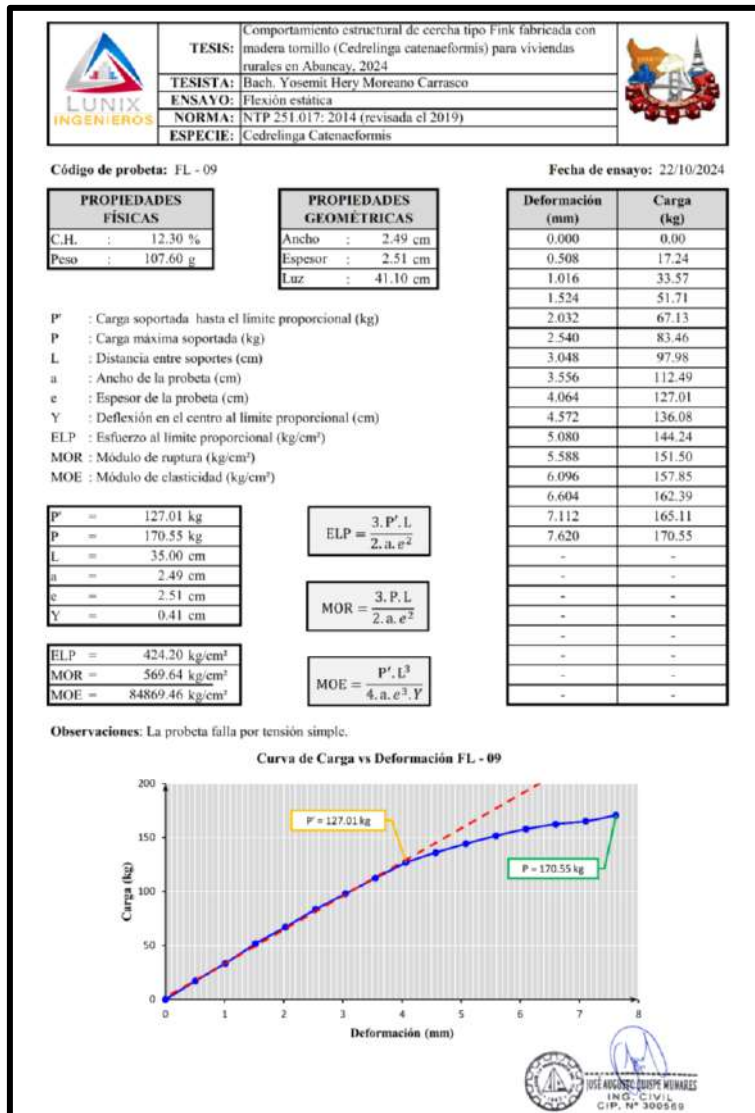 LUNIX
INGENIEROS
TESIS: Comportamiento estructural de cercha tipo Fink fabricada con
madera tornillo (Cedrelinga catenaeformis) para viviendas
rurales en Abancay, 2024
TESISTA: Bach. Yosemit Hery Moreano Carrasco
ENSAYO: Flexión estática
NORMA: NTP 251.017: 2014 (revisada el 2019)
ESPECIE: Cedrelinga Catenaeformis
Código de probeta: FL - 09
Fecha de ensayo: 22/10/2024
PROPIEDADES
FÍSICAS
C.H. : 12.30 %
Peso : 107.60 g
PROPIEDADES
GEOMÉTRICAS
Ancho : 2.49 cm
Espesor : 2.51 cm
Luz : 41.10 cm
P' : Carga soportada hasta el límite proporcional (kg)
P : Carga máxima soportada (kg)
L : Distancia entre soportes (cm)
a : Ancho de la probeta (cm)
e : Espesor de la probeta (cm)
Y : Deflexión en el centro al límite proporcional (cm)
ELP : Esfuerzo al límite proporcional (kg/cm²)
MOR : Módulo de ruptura (kg/cm²)
MOE : Módulo de elasticidad (kg/cm²)
P' = 127.01 kg
P = 170.55 kg
L = 35.00 cm
a = 2.49 cm
e = 2.51 cm
Y = 0.41 cm
ELP = 424.20 kg/cm²
MOR = 569.64 kg/cm²
MOE = 84869.46 kg/cm²
ELP = 3. P'. L / 2. a. e²
MOR = 3. P. L / 2. a. e²
MOE = P'. L³ / 4. a. e³. Y
Deformación (mm) Carga (kg)
0.000 0.00
0.508 17.24
1.016 33.57
1.524 51.71
2.032 67.13
2.540 83.46
3.048 97.98
3.556 112.49
4.064 127.01
4.572 136.08
5.080 144.24
5.588 151.50
6.096 157.85
6.604 162.39
7.112 165.11
7.620 170.55
- -
- -
- -
- -
- -
- -
- -
- -
Observaciones: La probeta falla por tensión simple.
Curva de Carga vs Deformación FL - 09
Carga (kg)
200
150
100
50
0
P' = 127.01 kg
P = 170.55 kg
0 1 2 3 4 5 6 7 8
Deformación (mm)
JOSÉ AUGUSTO QUISPE MUNARES
ING. CIVIL
CIP. N° 300569